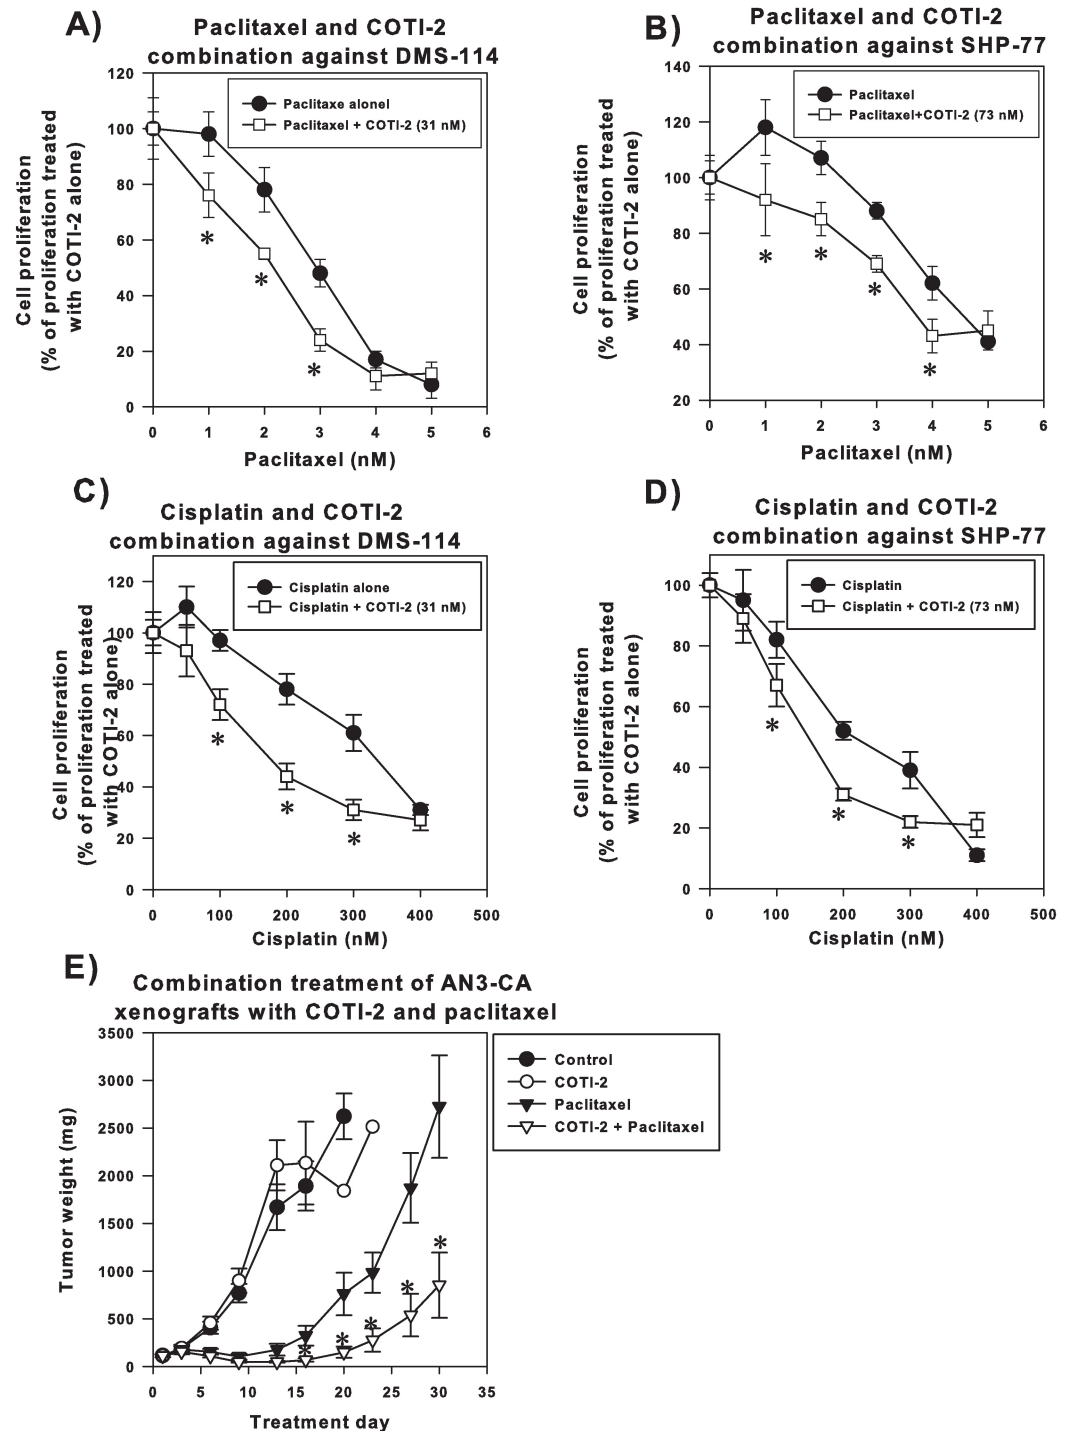 A)
Paclitaxel and COTI-2
combination against DMS-114
Cell proliferation
(% of proliferation treated
with COTI-2 alone)
120
100
80
60
40
20
0
Paclitaxe alonel
Paclitaxel + COTI-2 (31 nM)
*
*
*
0 1 2 3 4 5 6
Paclitaxel (nM)
B)
Paclitaxel and COTI-2
combination against SHP-77
Cell proliferation
(% of proliferation treated
with COTI-2 alone)
140
120
100
80
60
40
20
Paclitaxel
Paclitaxel+COTI-2 (73 nM)
*
*
*
*
0 1 2 3 4 5 6
Paclitaxel (nM)
C)
Cisplatin and COTI-2
combination against DMS-114
Cell proliferation
(% of proliferation treated
with COTI-2 alone)
120
100
80
60
40
20
0
Cisplatin alone
Cisplatin + COTI-2 (31 nM)
*
*
*
0 100 200 300 400 500
Cisplatin (nM)
D)
Cisplatin and COTI-2
combination against SHP-77
Cell proliferation
(% of proliferation treated
with COTI-2 alone)
100
80
60
40
20
0
Cisplatin
Cisplatin + COTI-2 (73 nM)
*
*
*
0 100 200 300 400 500
Cisplatin (nM)
E)
Combination treatment of AN3-CA
xenografts with COTI-2 and paclitaxel
Tumor weight (mg)
3500
3000
2500
2000
1500
1000
500
0
Control
COTI-2
Paclitaxel
COTI-2 + Paclitaxel
*
*
*
*
*
0 5 10 15 20 25 30 35
Treatment day